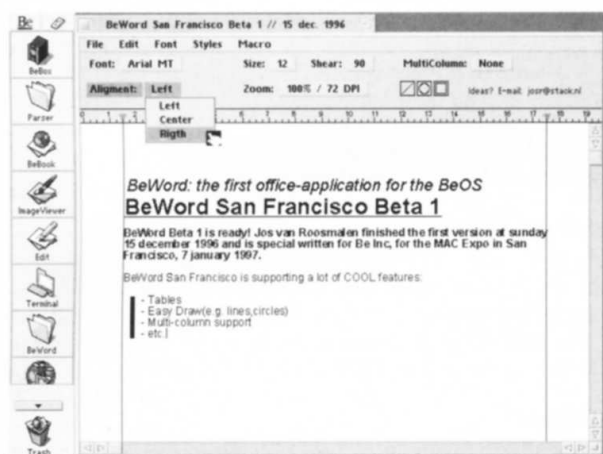 Be
BeWord San Francisco Beta 1 // 15 dec. 1996
File Edit Font Styles Macro
Font: Arial MT Size: 12 Shear: 90 MultiColumn: None
Aligment: Left Zoom: 100% / 72 DPI Ideas? E-mail: josr@stack.nl
Left
Center
Rigth
BeBox
Parser
BeBook
ImageViewer
Edit
Terminal
BeWord
Trash
BeWord: the first office-application for the BeOS
BeWord San Francisco Beta 1
BeWord Beta 1 is ready! Jos van Roosmalen finished the first version at sunday
15 december 1996 and is special written for Be Inc, for the MAC Expo in San
Francisco, 7 january 1997.
BeWord San Francisco is supporting a lot of COOL features:
- Tables
- Easy Draw(e.g. lines,circles)
- Multi-column support
- etc.